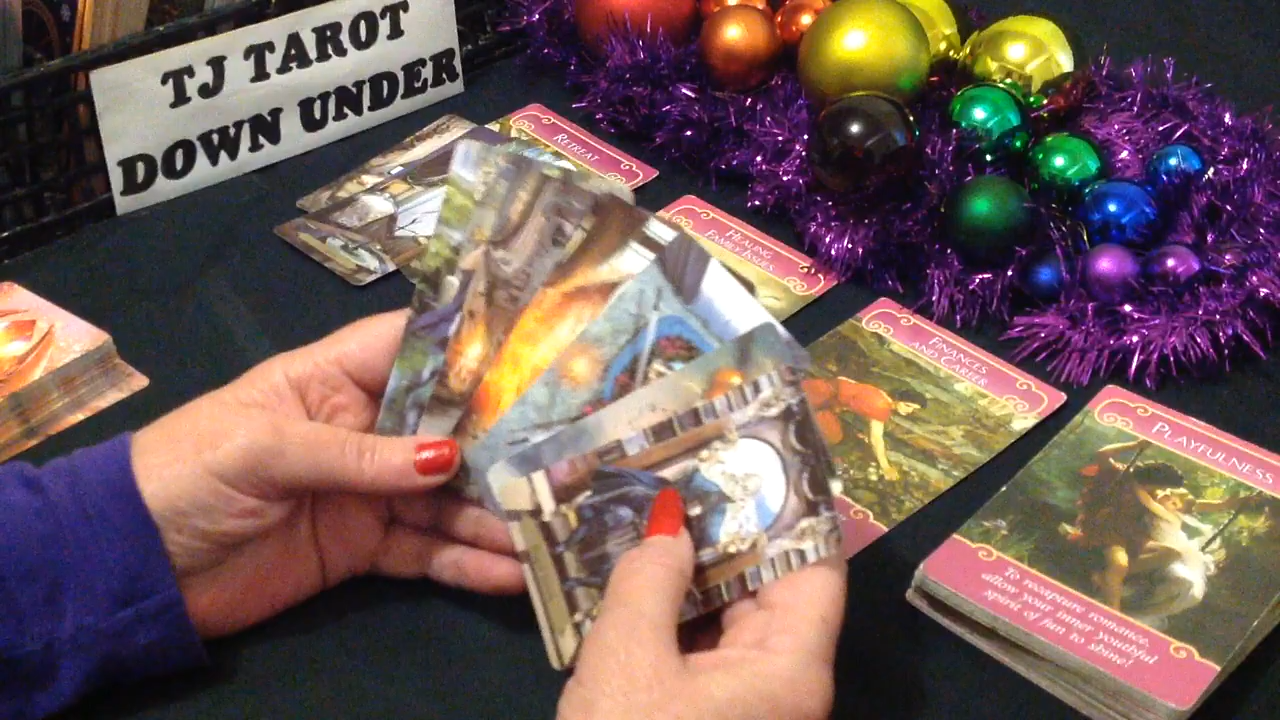 TJ TAROT
DOWN UNDER
RETREAT
HEALING
FAMILY ISSUES
FINANCES
AND CAREER
PLAYFULNESS
To recapture romance,
allow your inner youthful
spirit of fun to shine!